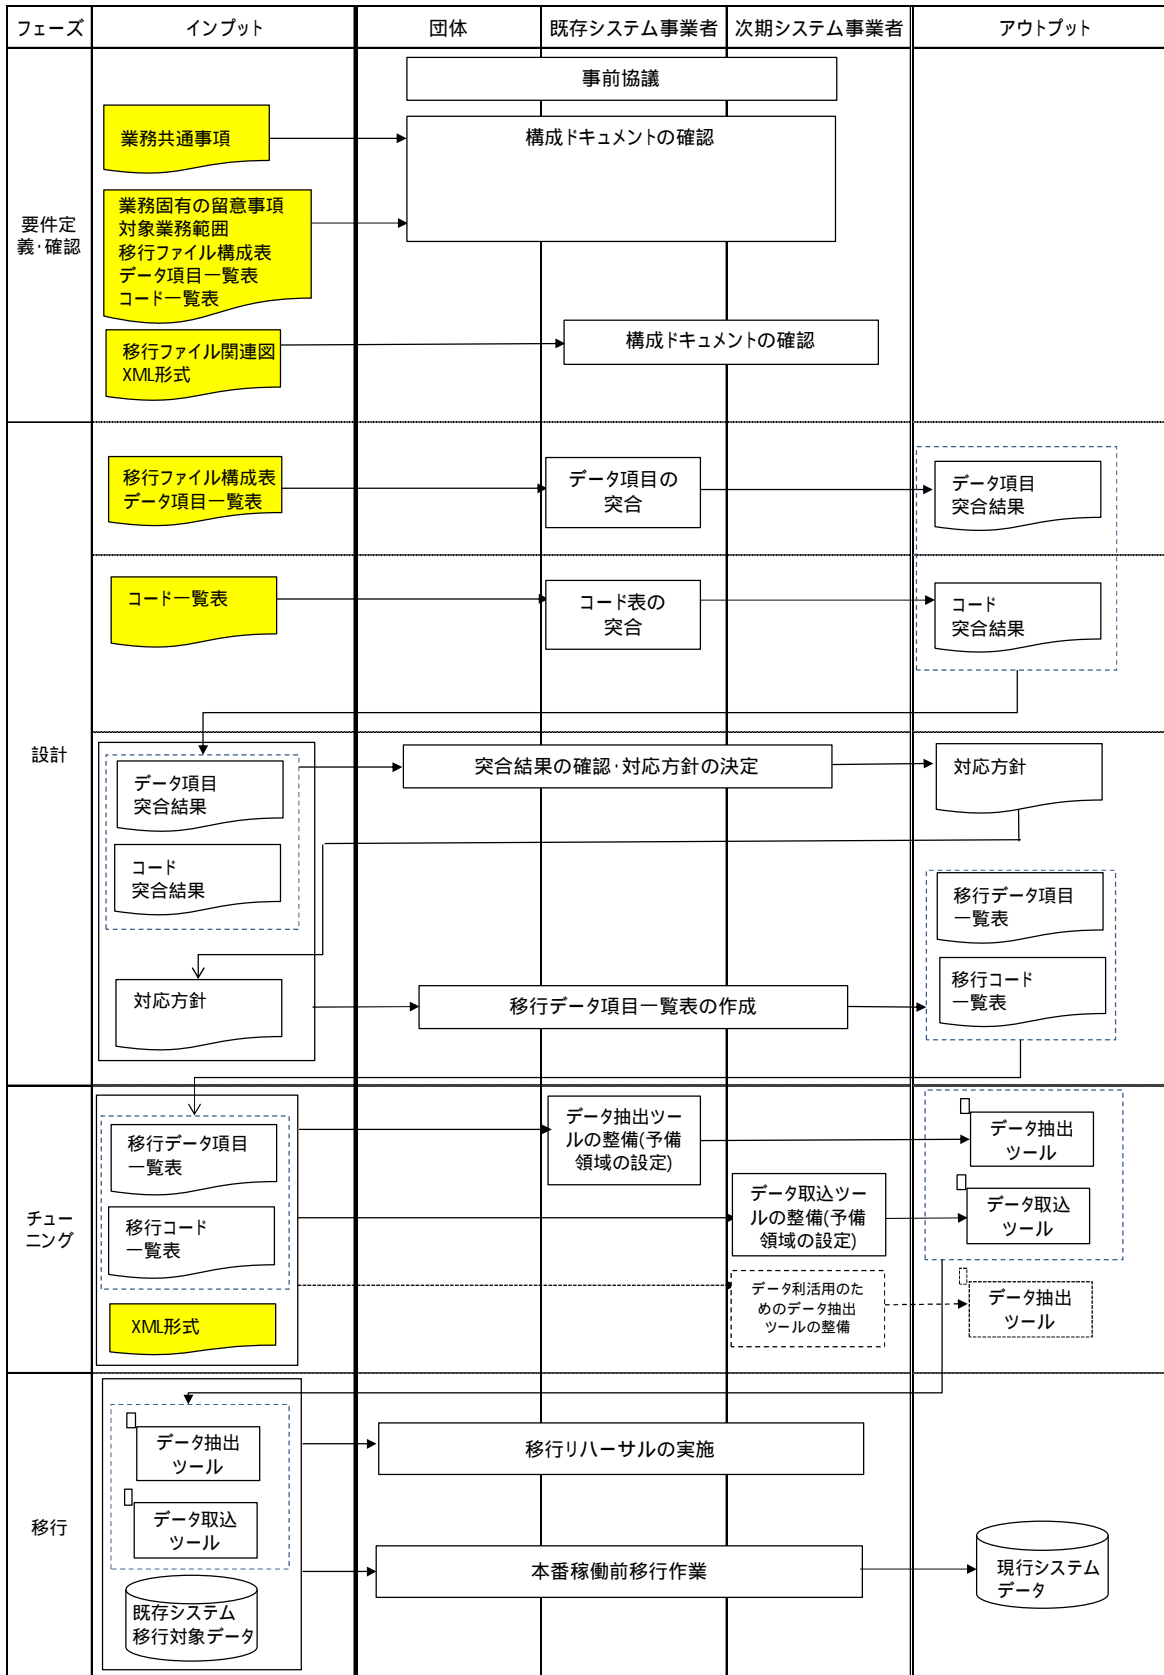 フェーズ
インプット
団体
既存システム事業者
次期システム事業者
アウトプット
要件定
義・確認
事前協議
業務共通事項
構成ドキュメントの確認
業務固有の留意事項
対象業務範囲
移行ファイル構成表
データ項目一覧表
コード一覧表
移行ファイル関連図
XML形式
構成ドキュメントの確認
設計
移行ファイル構成表
データ項目一覧表
データ項目の
突合
データ項目
突合結果
コード一覧表
コード表の
突合
コード
突合結果
データ項目
突合結果
コード
突合結果
突合結果の確認・対応方針の決定
対応方針
対応方針
移行データ項目一覧表の作成
移行データ項目
一覧表
移行コード
一覧表
チュー
ニング
移行データ項目
一覧表
移行コード
一覧表
XML形式
データ抽出ツー
ルの整備(予備
領域の設定)
データ抽出
ツール
データ取込ツー
ルの整備(予備
領域の設定)
データ取込
ツール
データ利活用のた
めのデータ抽出
ツールの整備
データ抽出
ツール
移行
データ抽出
ツール
データ取込
ツール
既存システム
移行対象データ
移行リハーサルの実施
本番稼働前移行作業
現行システム
データ